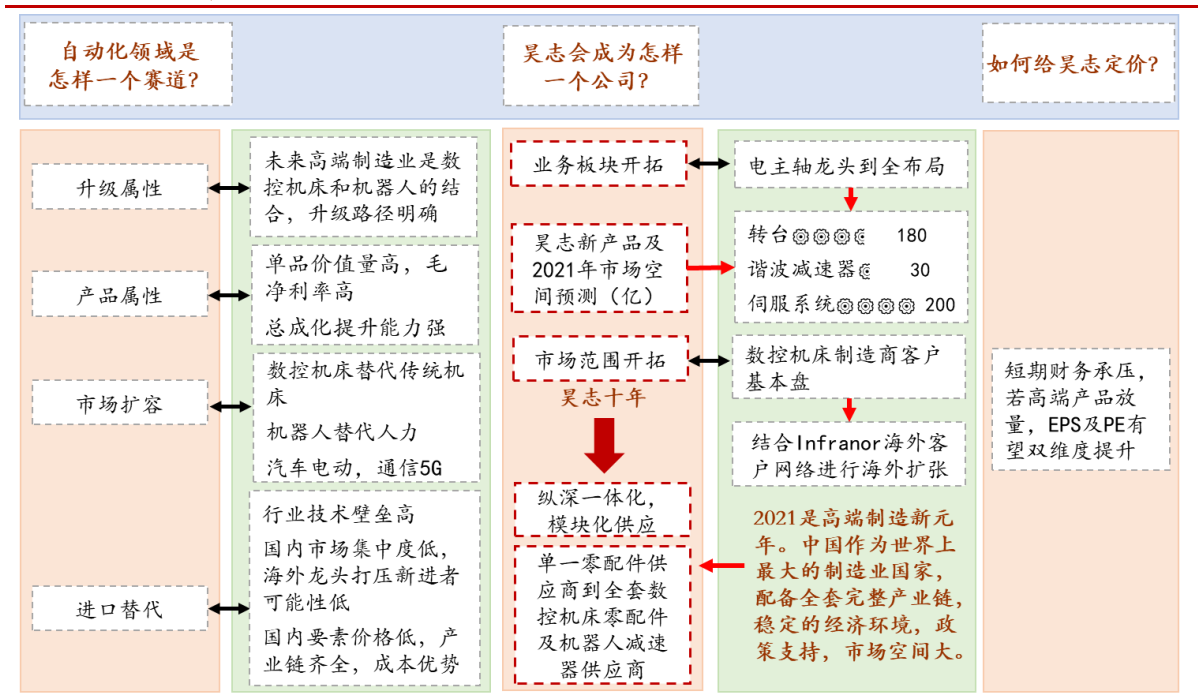 自动化领域是
怎样一个赛道？
昊志会成为怎样
一个公司？
如何给昊志定价？
升级属性
未来高端制造业是数
控机床和机器人的结
合，升级路径明确
产品属性
单品价值量高，毛
净利率高
总成化提升能力强
市场扩容
数控机床替代传统机
床
机器人替代人力
汽车电动，通信5G
进口替代
行业技术壁垒高
国内市场集中度低，
海外龙头打压新进者
可能性低
国内要素价格低，产
业链齐全，成本优势
业务板块开拓
电主轴龙头到全布局
昊志新产品及
2021年市场空
间预测（亿）
转台 180
谐波减速器 30
伺服系统 200
市场范围开拓
数控机床制造商客户
基本盘
昊志十年
结合Infranor海外客
户网络进行海外扩张
纵深一体化，
模块化供应
单一零配件供
应商到全套数
控机床零配件
及机器人减速
器供应商
2021是高端制造新元
年。中国作为世界上
最大的制造业国家，
配备全套完整产业链，
稳定的经济环境，政
策支持，市场空间大。
短期财务承压，
若高端产品放
量，EPS及PE有
望双维度提升